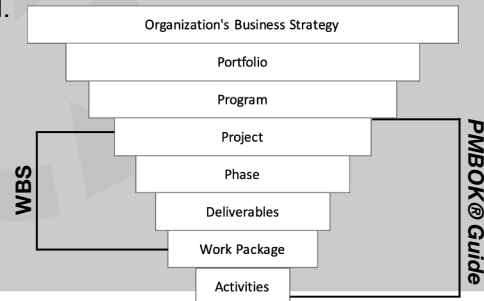 Organization's Business Strategy
Portfolio
Program
Project
Phase
Deliverables
Work Package
Activities
WBS
PMBOK® Guide